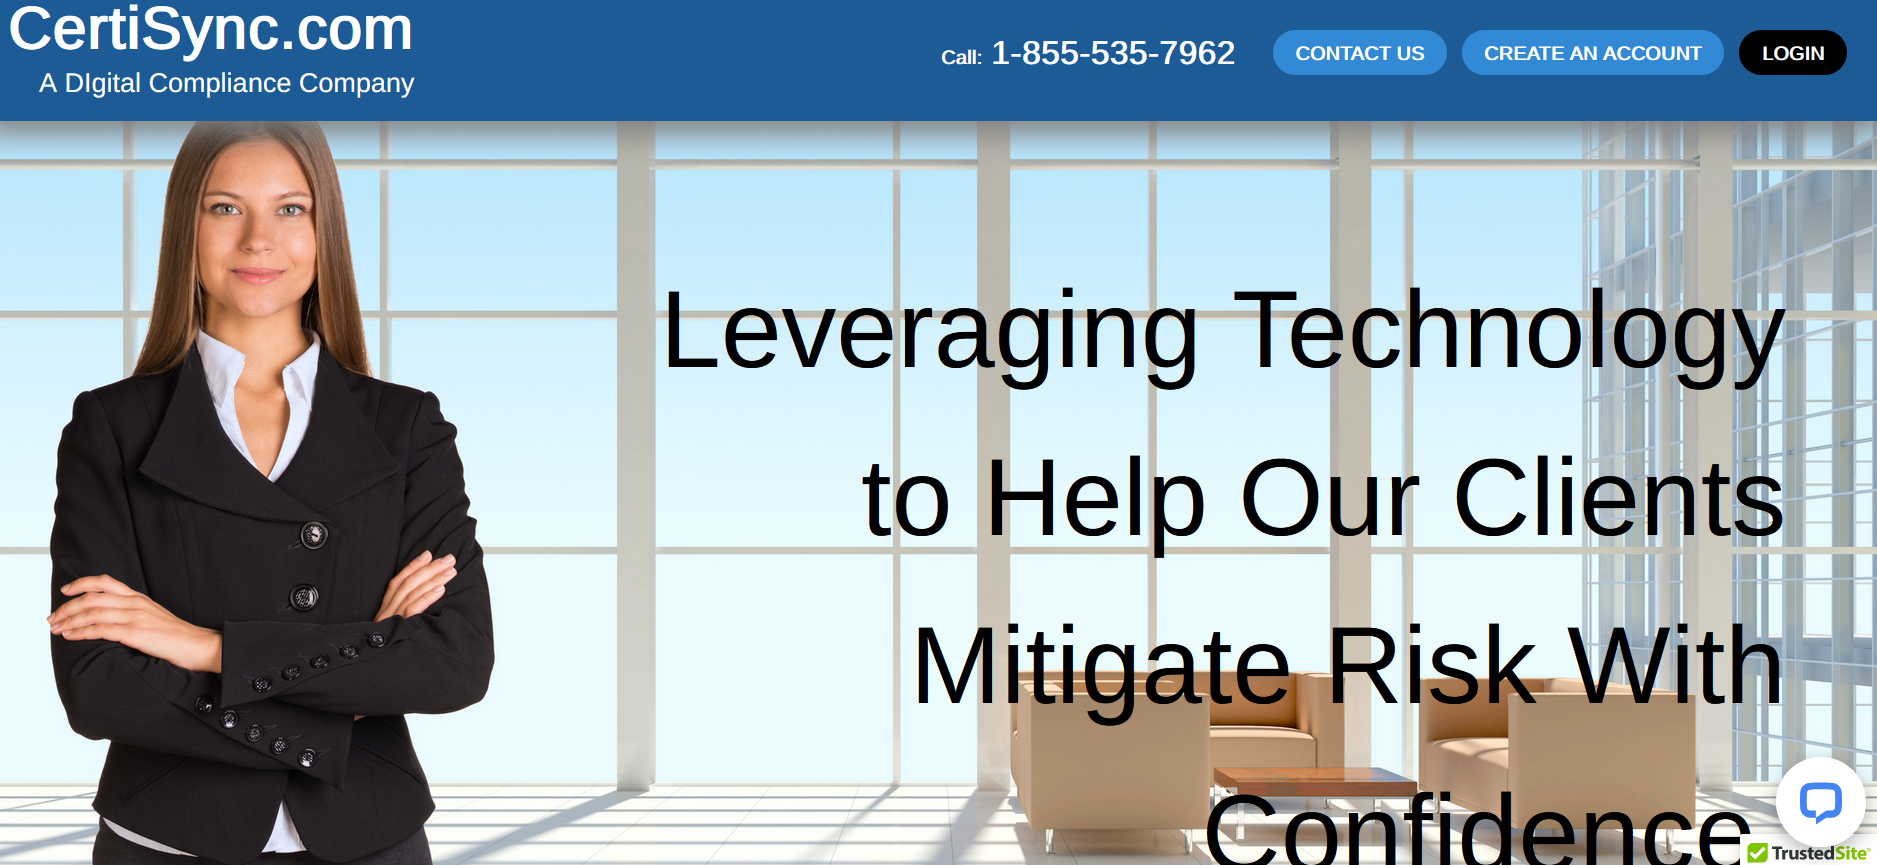 CertiSync.com
A DIgital Compliance Company
Call: 1-855-535-7962
CONTACT US
CREATE AN ACCOUNT
LOGIN
Leveraging Technology
to Help Our Clients
Mitigate Risk With
Confidence.
TrustedSite